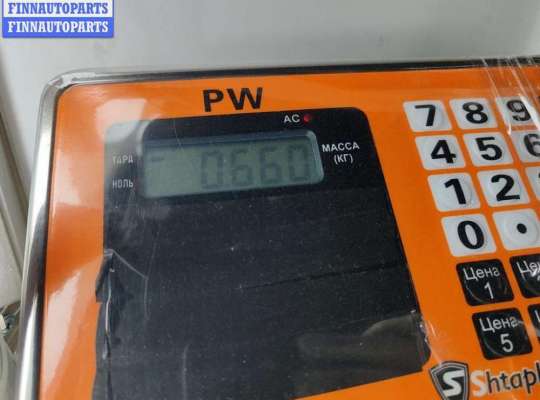 FINNAUTOPARTS
FINNAUTOPARTS
PW
AC
ТАРА
НОЛЬ
- 0.660
МАССА
(КГ)
7 8 9
4 5 6
1 2
0 .
Цена
1
Цена
5
S